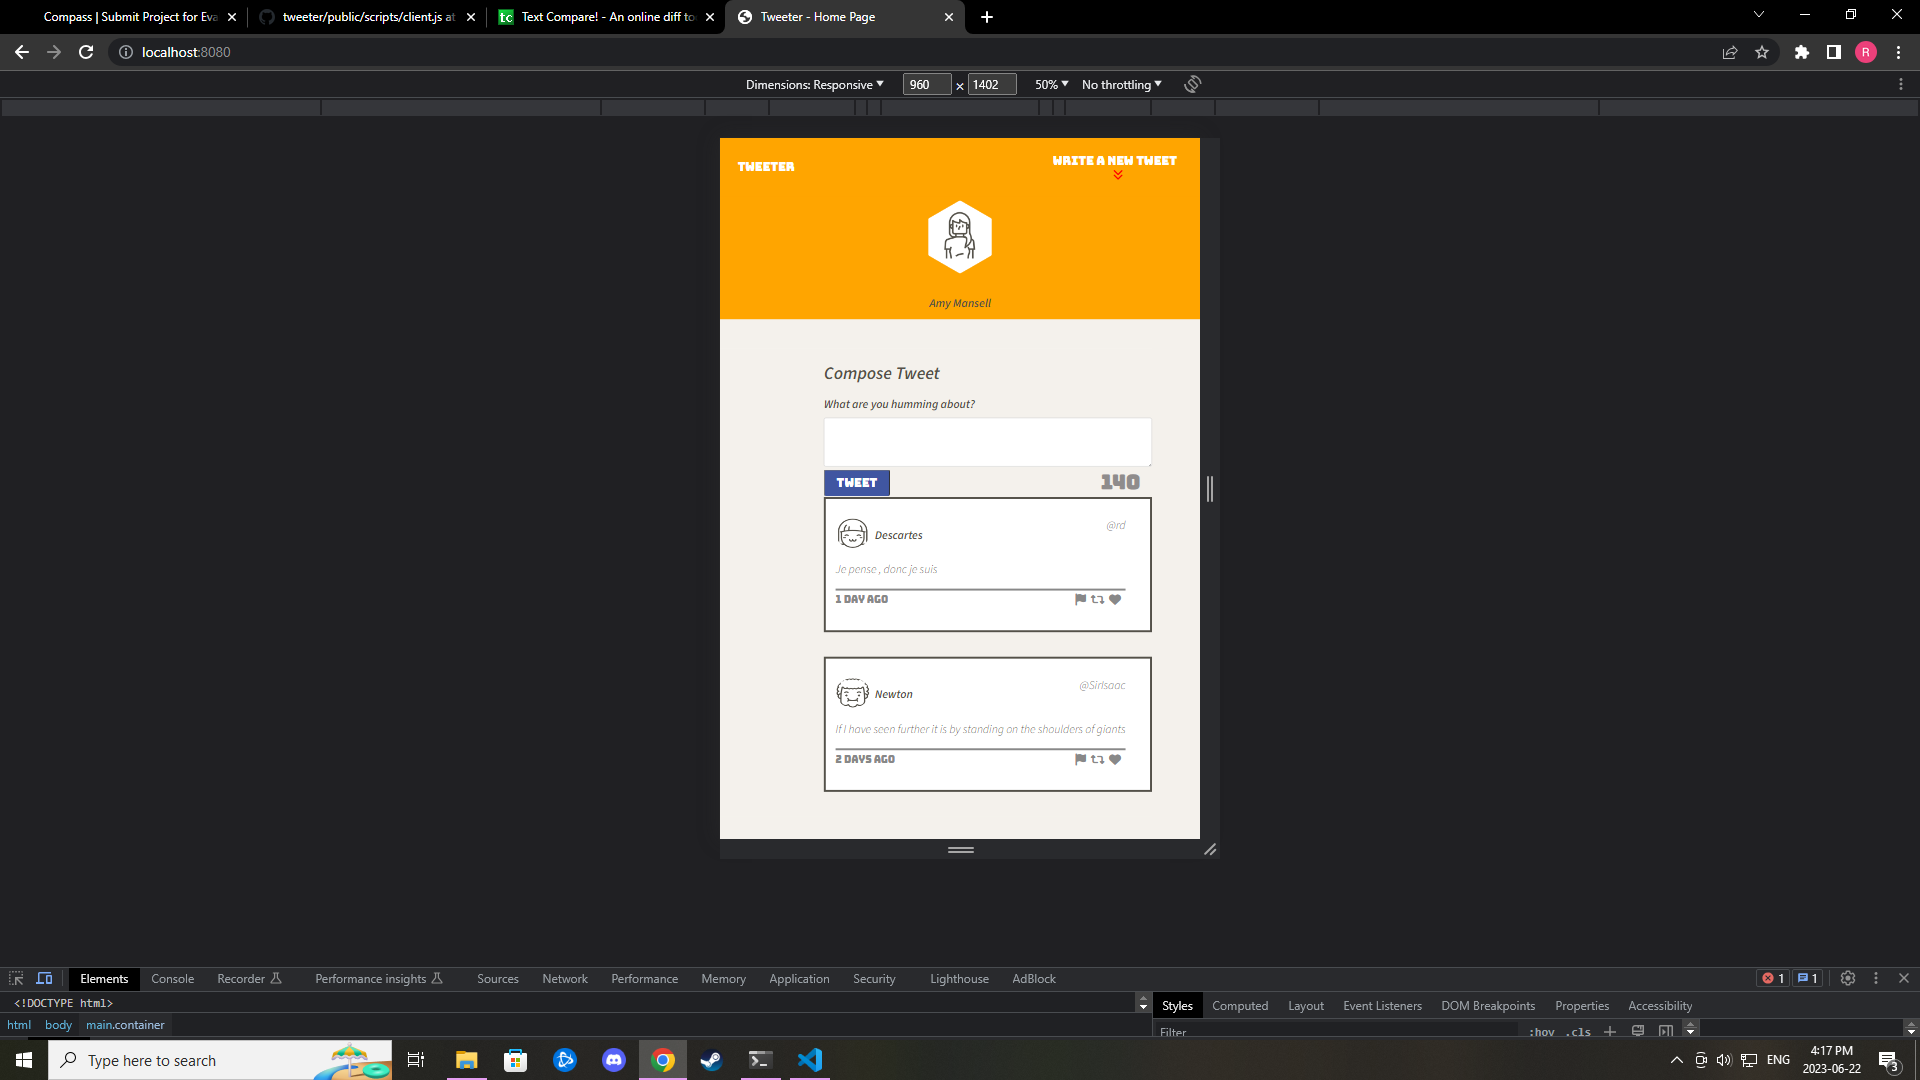 Compass | Submit Project for Eva
tweeter/public/scripts/client.js at
tc Text Compare! - An online diff to
Tweeter - Home Page
localhost:8080
R
Dimensions: Responsive 960 × 1402 50% No throttling
TWEETER
WRITE A NEW TWEET
Amy Mansell
Compose Tweet
What are you humming about?
TWEET 140
Descartes @rd
Je pense , donc je suis
1 DAY AGO
Newton @SirIsaac
If I have seen further it is by standing on the shoulders of giants
2 DAYS AGO
Elements Console Recorder Performance insights Sources Network Performance Memory Application Security Lighthouse AdBlock 1 1
<!DOCTYPE html>
html body main.container
Styles Computed Layout Event Listeners DOM Breakpoints Properties Accessibility
Filter :hov .cls
Type here to search
ENG
4:17 PM
2023-06-22
3